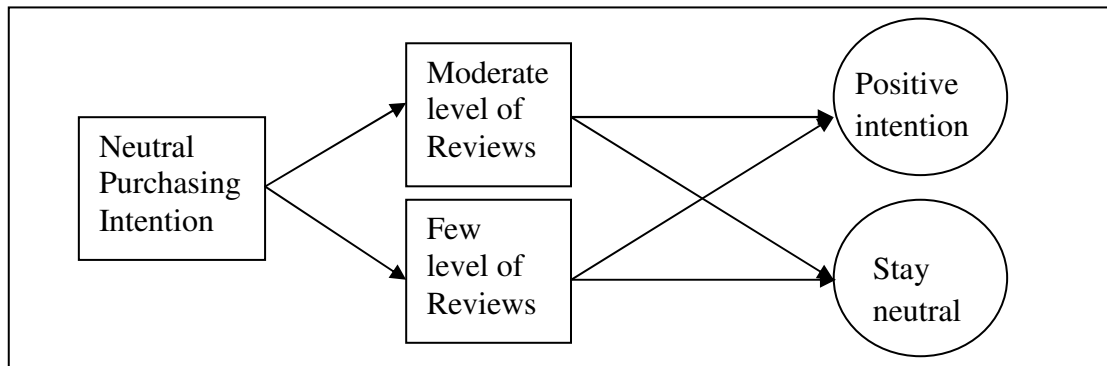 Neutral
Purchasing
Intention
Moderate
level of
Reviews
Few
level of
Reviews
Positive
intention
Stay
neutral